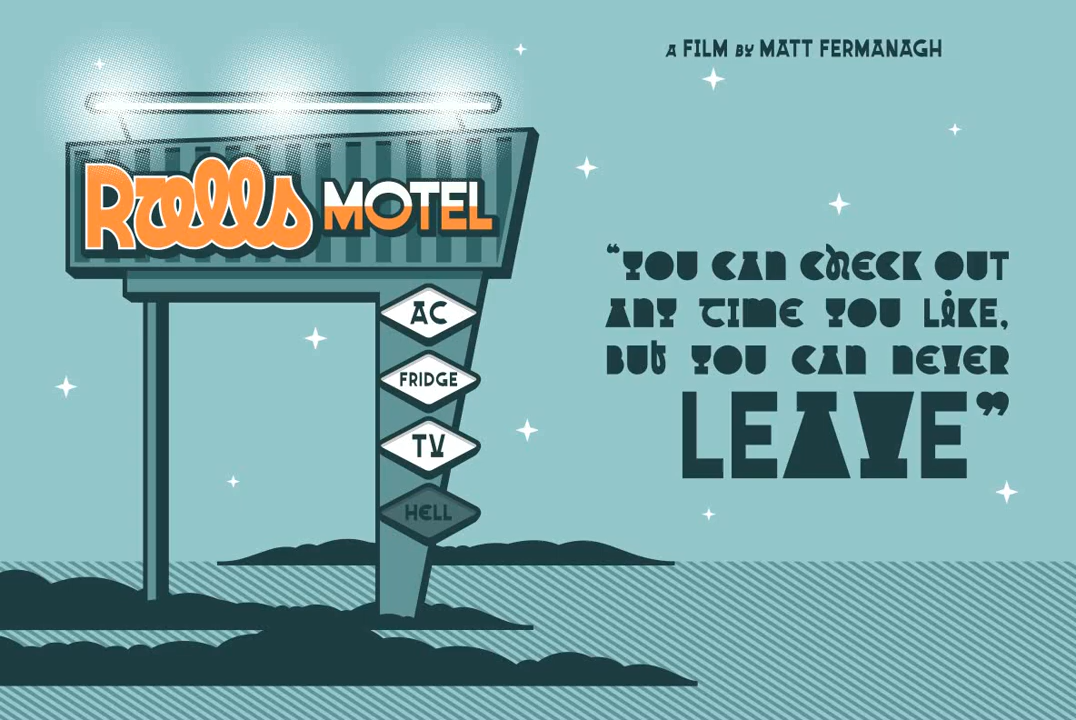 A FILM BY MATT FERMANAGH
Rrells MOTEL
AC
FRIDGE
TV
HELL
“YOU CAN CHECK OUT
ANY TIME YOU LIKE,
BUT YOU CAN NEVER
LEAVE”